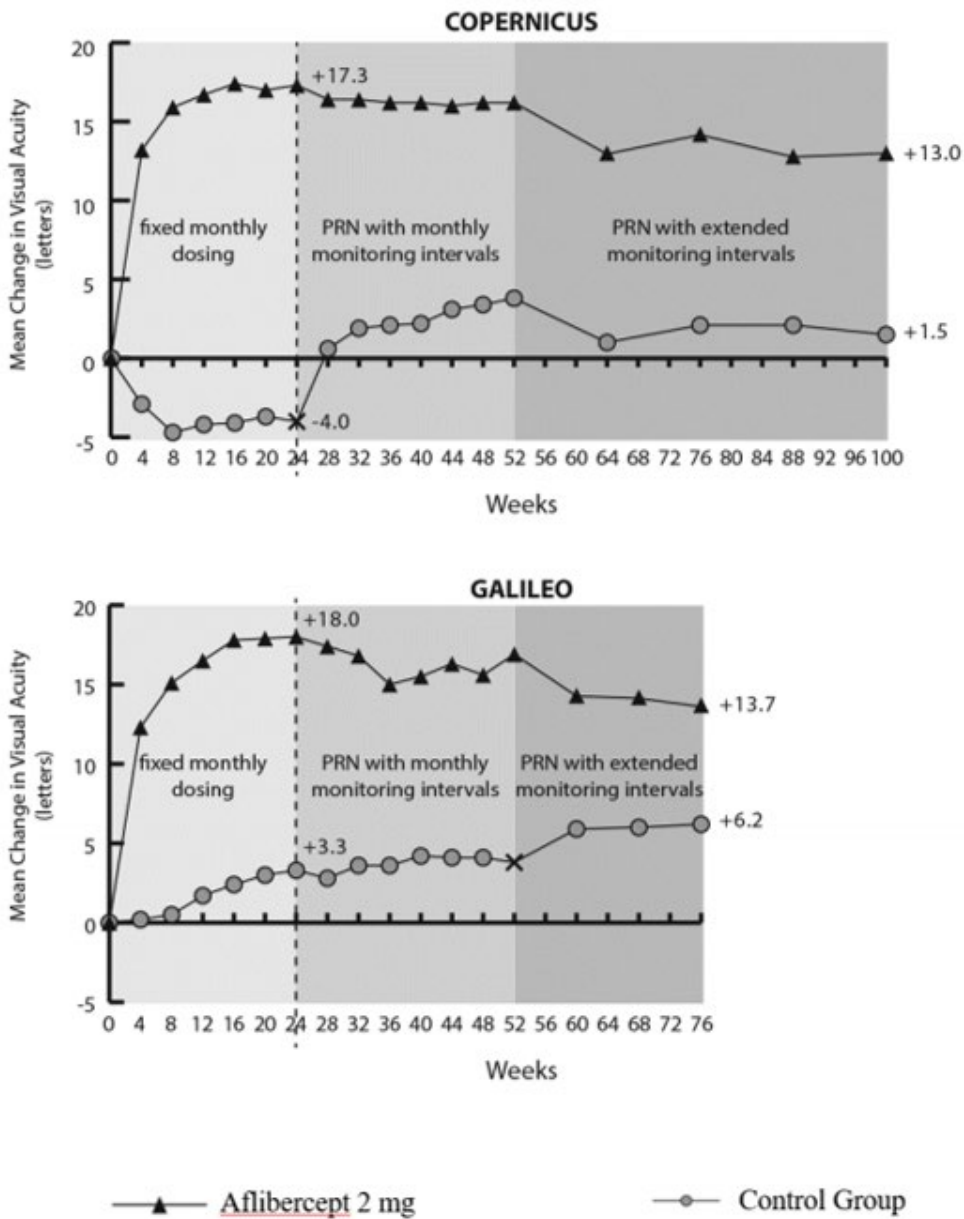 COPERNICUS
Mean Change in Visual Acuity
(letters)
20
15
10
5
0
-5
+17.3
+13.0
fixed monthly
dosing
PRN with monthly
monitoring intervals
PRN with extended
monitoring intervals
+1.5
-4.0
0 4 8 12 16 20 24 28 32 36 40 44 48 52 56 60 64 68 72 76 80 84 88 92 96 100
Weeks
GALILEO
Mean Change in Visual Acuity
(letters)
20
15
10
5
0
-5
+18.0
+13.7
fixed monthly
dosing
PRN with monthly
monitoring intervals
PRN with extended
monitoring intervals
+6.2
+3.3
0 4 8 12 16 20 24 28 32 36 40 44 48 52 56 60 64 68 72 76
Weeks
Aflibercept 2 mg
Control Group